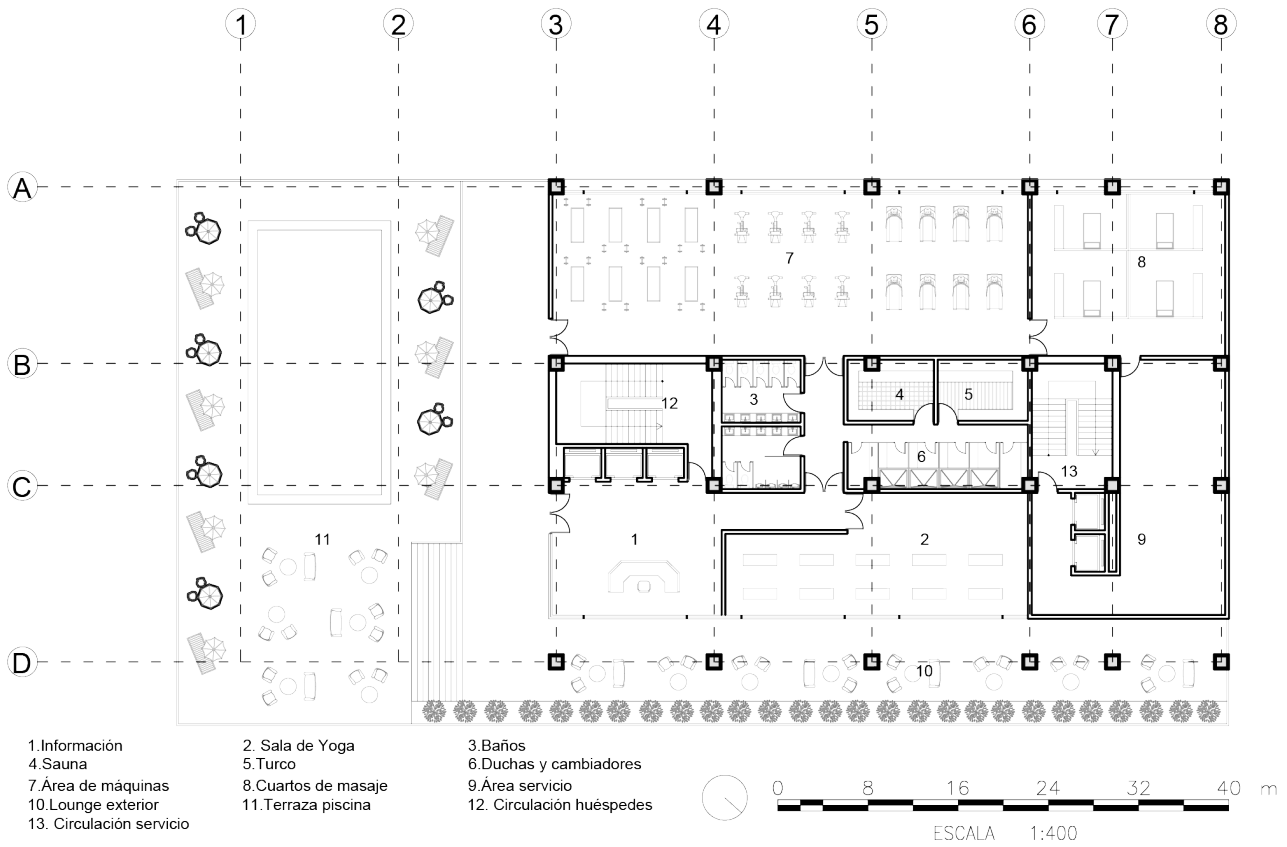 1 2 3 4 5 6 7 8
A
7
8
B
4 5
3
12
6
13
C
11 1 2 9
D
10
1.Información 2. Sala de Yoga 3.Baños
4.Sauna 5.Turco 6.Duchas y cambiadores
7.Área de máquinas 8.Cuartos de masaje 9.Área servicio
10.Lounge exterior 11.Terraza piscina 12. Circulación huéspedes
13. Circulación servicio
0 8 16 24 32 40 m
ESCALA 1:400